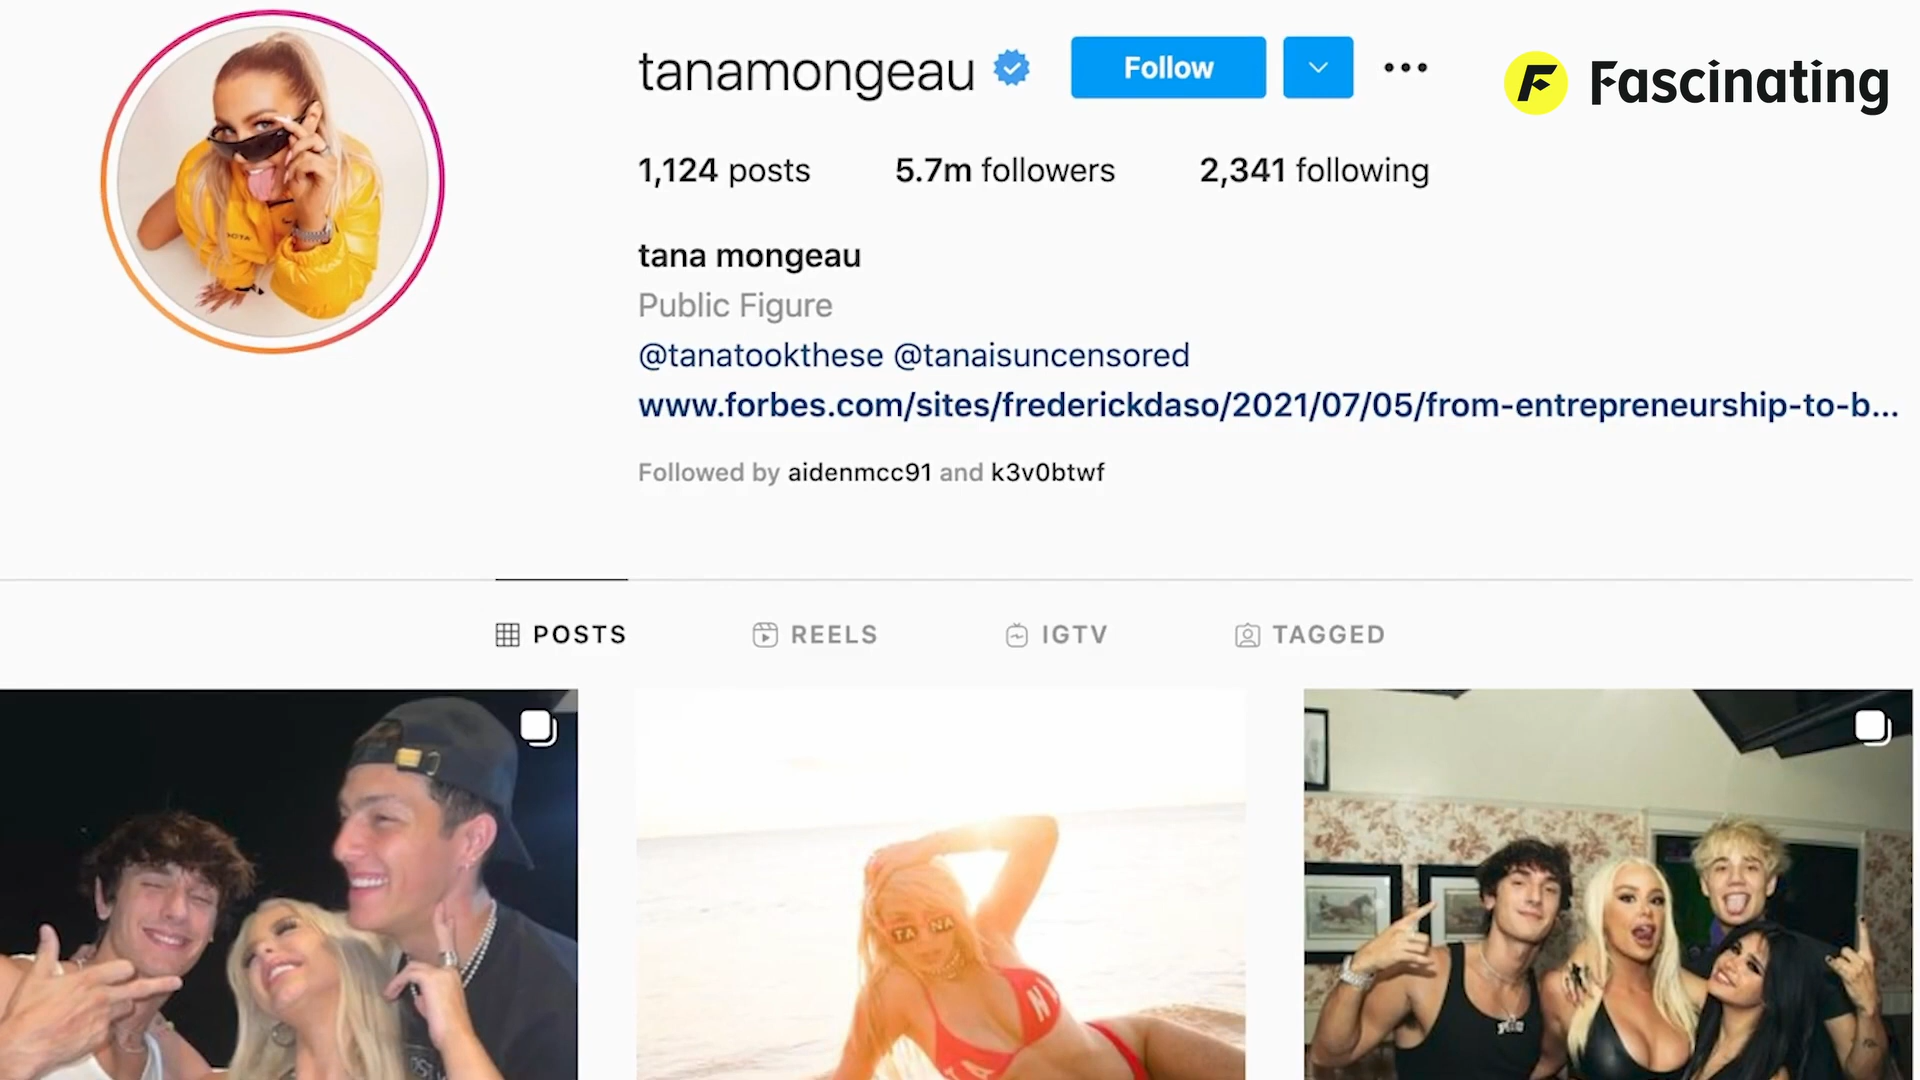 tanamongeau
Follow
Fascinating
1,124 posts
5.7m followers
2,341 following
tana mongeau
Public Figure
@tanatookthese @tanaisuncensored
www.forbes.com/sites/frederickdaso/2021/07/05/from-entrepreneurship-to-b...
Followed by aidenmcc91 and k3v0btwf
POSTS
REELS
IGTV
TAGGED
TA NA